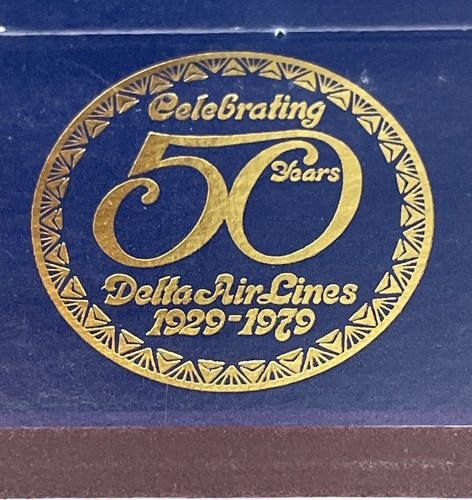 Celebrating
50
Years
Delta Air Lines
1929-1979